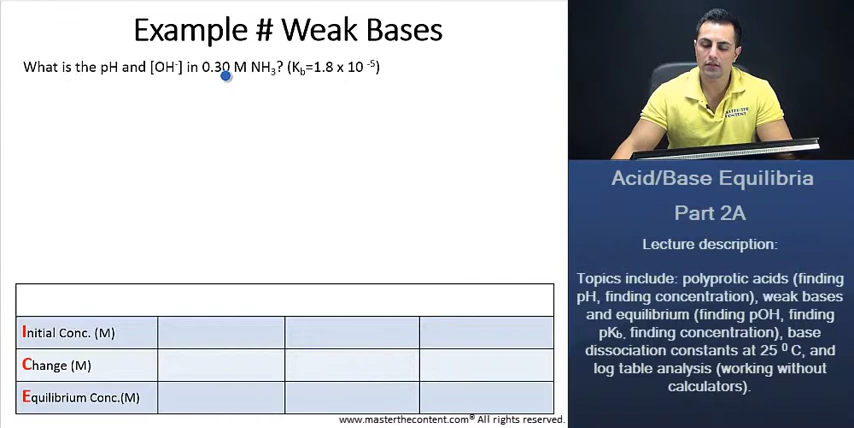 Example # Weak Bases
What is the pH and [OH⁻] in 0.30 M NH₃? (K_b=1.8 x 10 ⁻⁵)
Initial Conc. (M)
Change (M)
Equilibrium Conc.(M)
www.masterthecontent.com® All rights reserved.
MASTER THE
CONTENT
Acid/Base Equilibria
Part 2A
Lecture description:
Topics include: polyprotic acids (finding
pH, finding concentration), weak bases
and equilibrium (finding pOH, finding
pK_b, finding concentration), base
dissociation constants at 25 ⁰ C, and
log table analysis (working without
calculators).